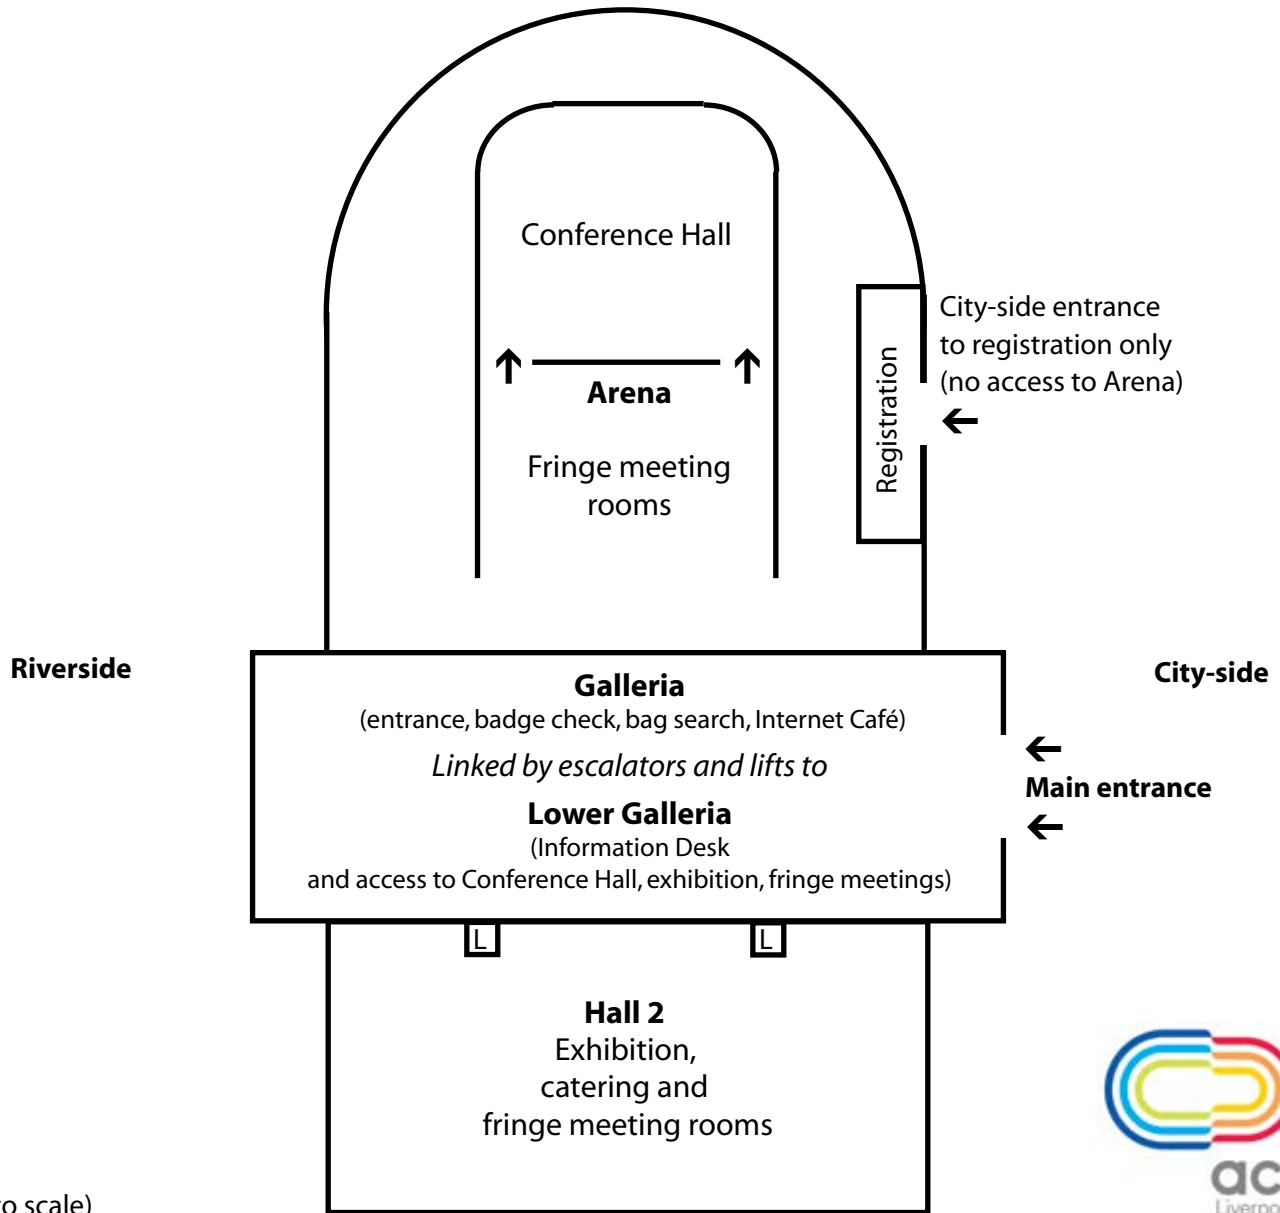 Conference Hall
City-side entrance
to registration only
(no access to Arena)
Registration
Arena
Fringe meeting
rooms
Riverside
City-side
Galleria
(entrance, badge check, bag search, Internet Café)
Linked by escalators and lifts to
Main entrance
Lower Galleria
(Information Desk
and access to Conference Hall, exhibition, fringe meetings)
L
L
Hall 2
Exhibition,
catering and
fringe meeting rooms
ac
Liverpo
to scale)